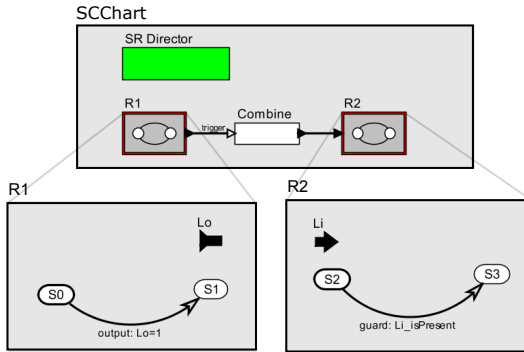 SCChart
SR Director
R1
Combine
R2
trigger
R1
R2
Lo
Li
S0
S1
S2
S3
output: Lo=1
guard: Li_isPresent